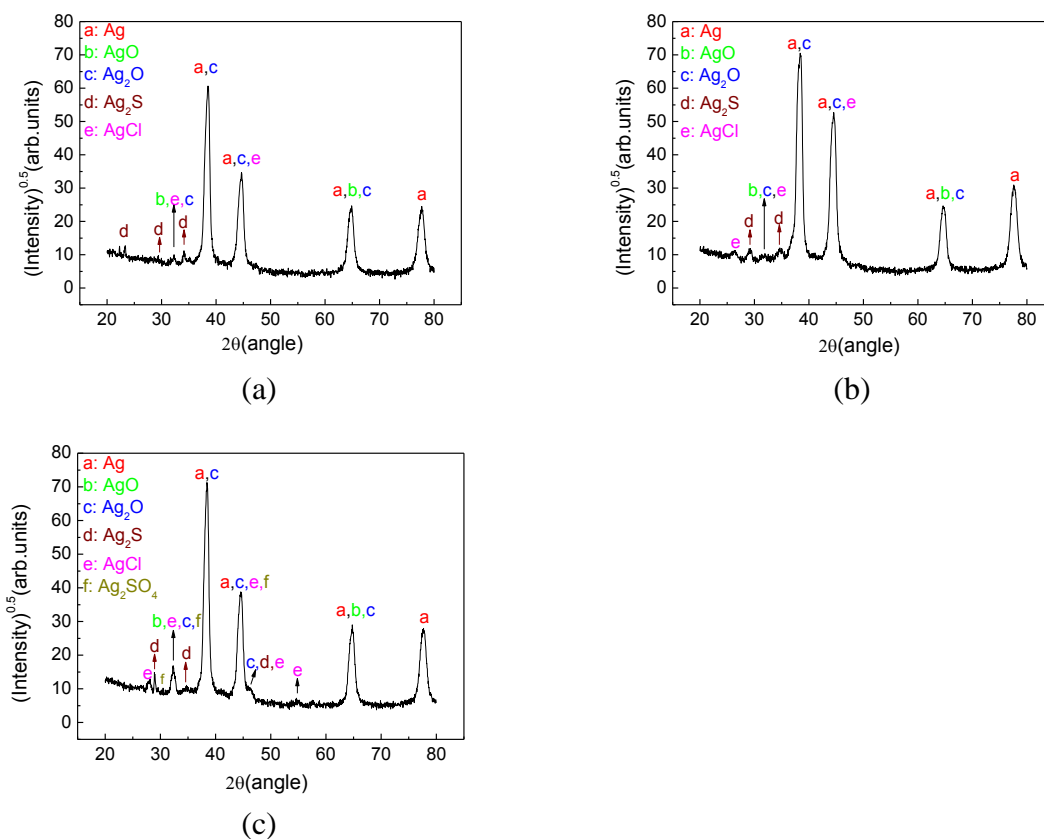 a: Ag
b: AgO
c: Ag₂O
d: Ag₂S
e: AgCl
a,c
a,c,e
b,e,c
d
d
d
a,b,c
a
(Intensity)^0.5(arb.units)
80
70
60
50
40
30
20
10
0
20 30 40 50 60 70 80
2θ(angle)
(a)
a: Ag
b: AgO
c: Ag₂O
d: Ag₂S
e: AgCl
a,c
a,c,e
b,c,e
e
d
d
a,b,c
a
(Intensity)^0.5(arb.units)
80
70
60
50
40
30
20
10
0
20 30 40 50 60 70 80
2θ(angle)
(b)
a: Ag
b: AgO
c: Ag₂O
d: Ag₂S
e: AgCl
f: Ag₂SO₄
a,c
a,c,e,f
b,e,c,f
d
e
f
d
c,d,e
e
a,b,c
a
(Intensity)^0.5(arb.units)
80
70
60
50
40
30
20
10
0
20 30 40 50 60 70 80
2θ(angle)
(c)